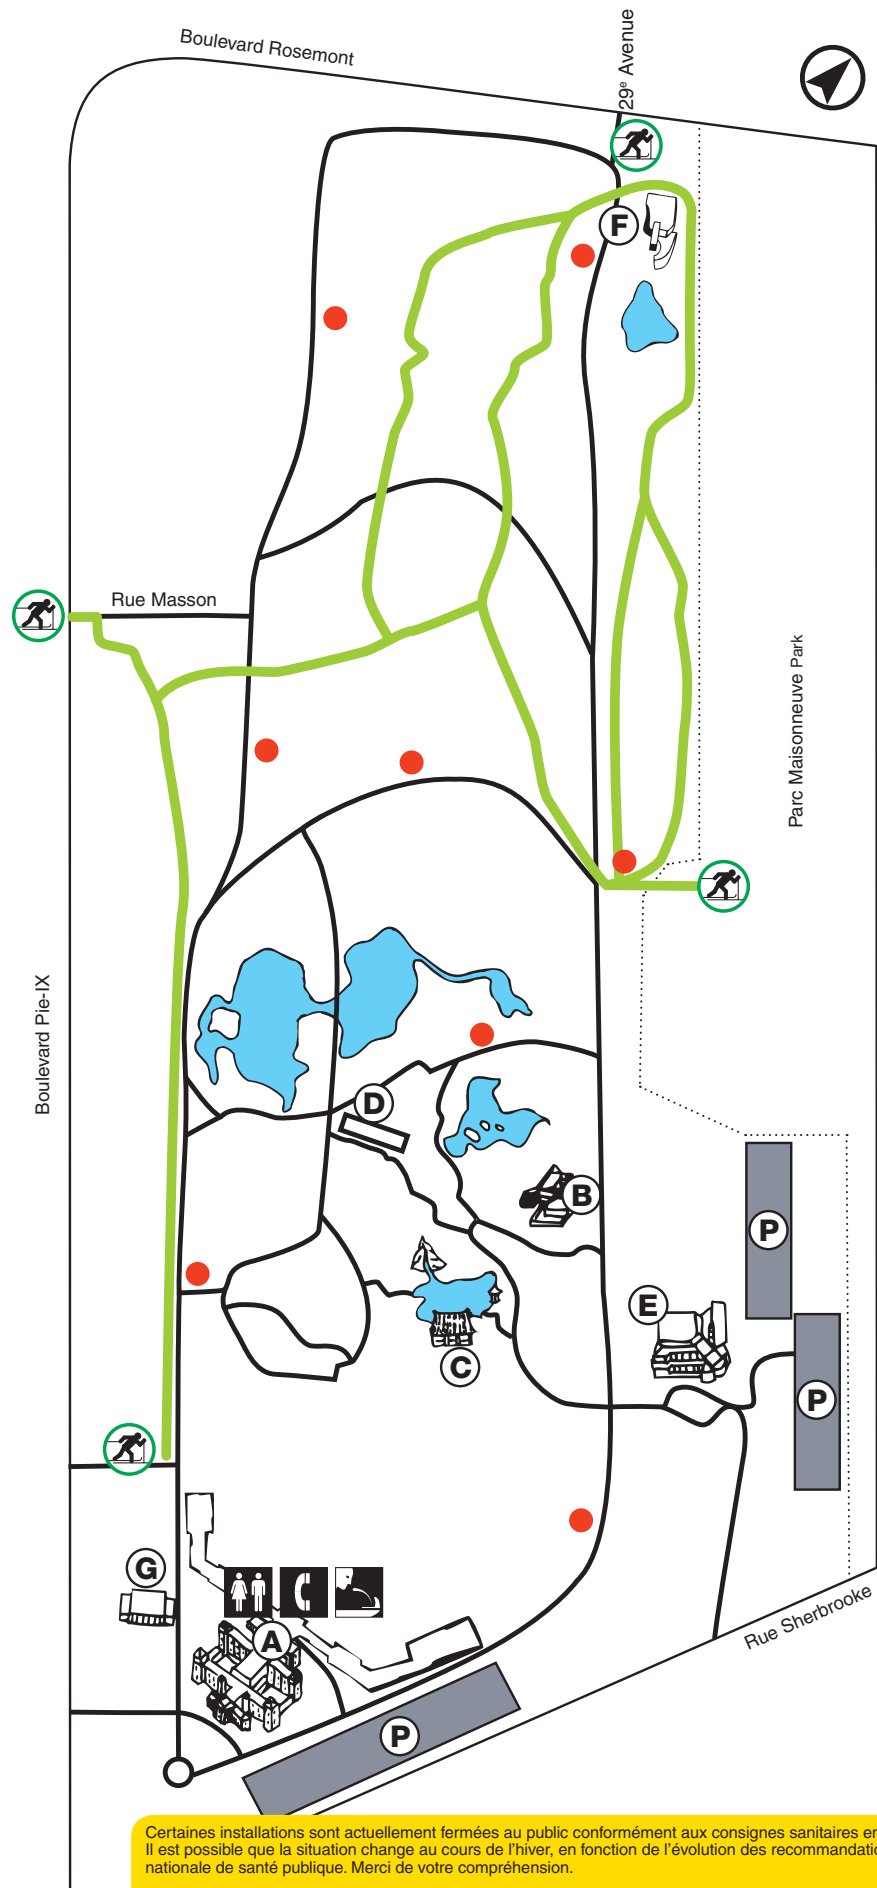 Boulevard Rosemont
29e Avenue
F
Rue Masson
Parc Maisonneuve Park
Boulevard Pie-IX
D
B
P
E
C
P
G
A
Rue Sherbrooke
P
Certaines installations sont actuellement fermées au public conformément aux consignes sanitaires en
Il est possible que la situation change au cours de l'hiver, en fonction de l'évolution des recommandatio
nationale de santé publique. Merci de votre compréhension.